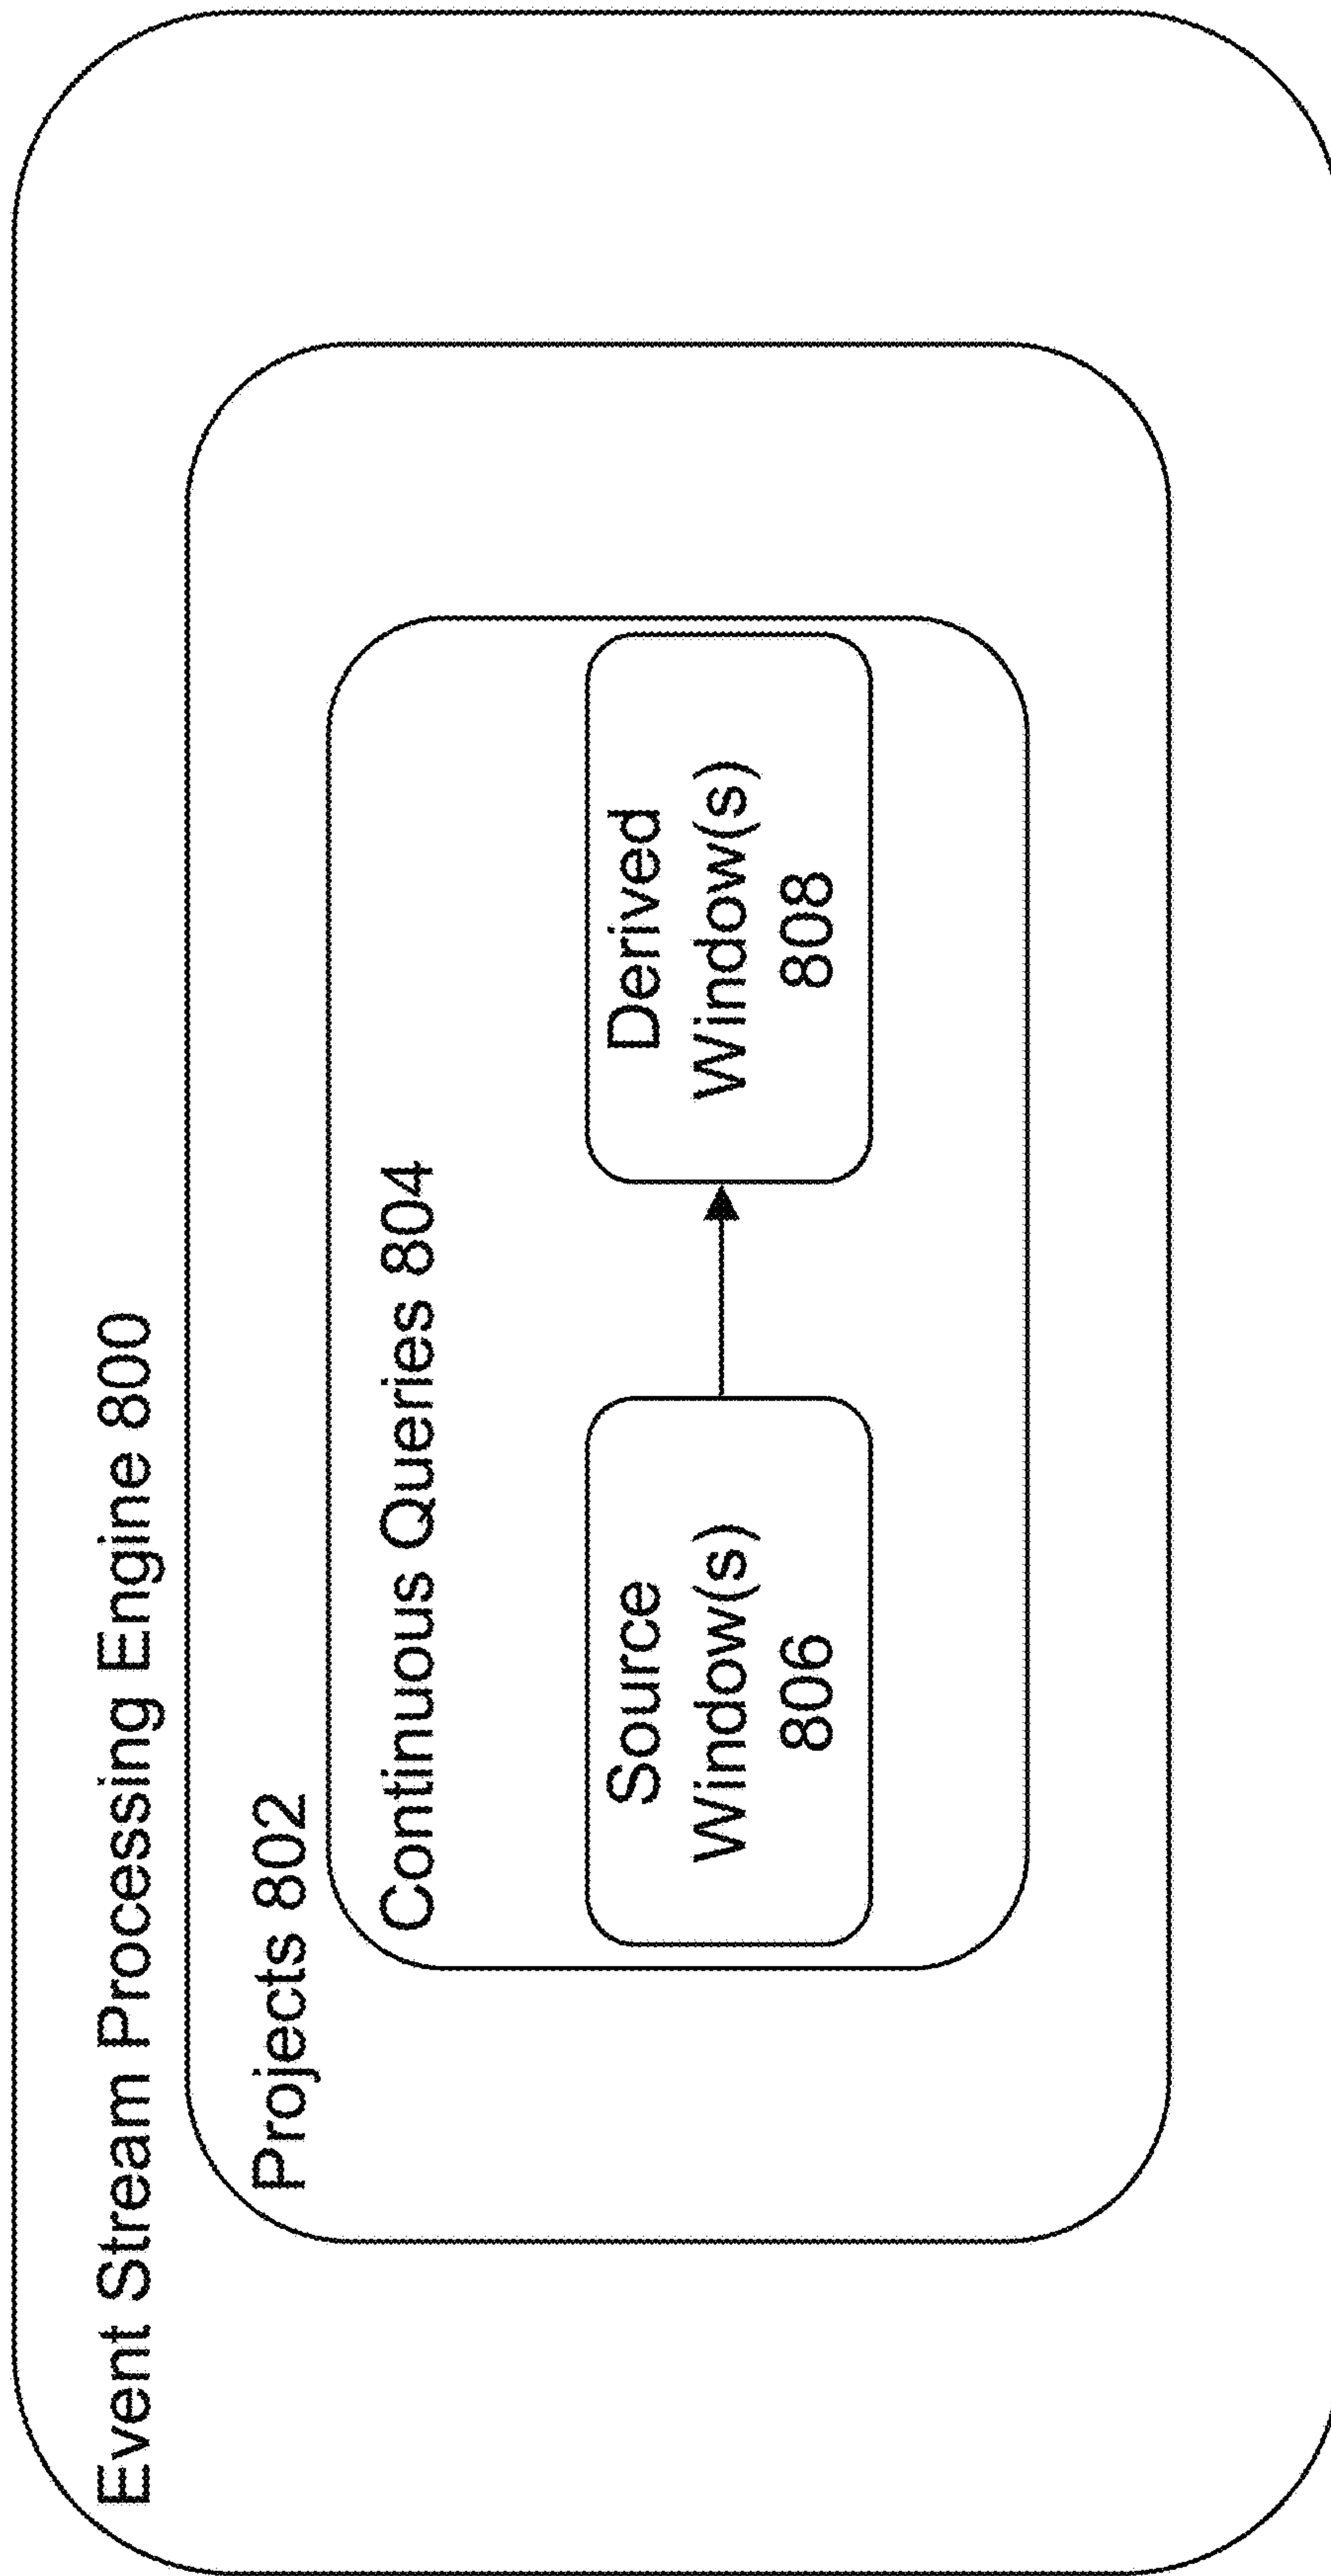 Event Stream Processing Engine 800
Projects 802
Continuous Queries 804
Source
Window(s)
806
Derived
Window(s)
808